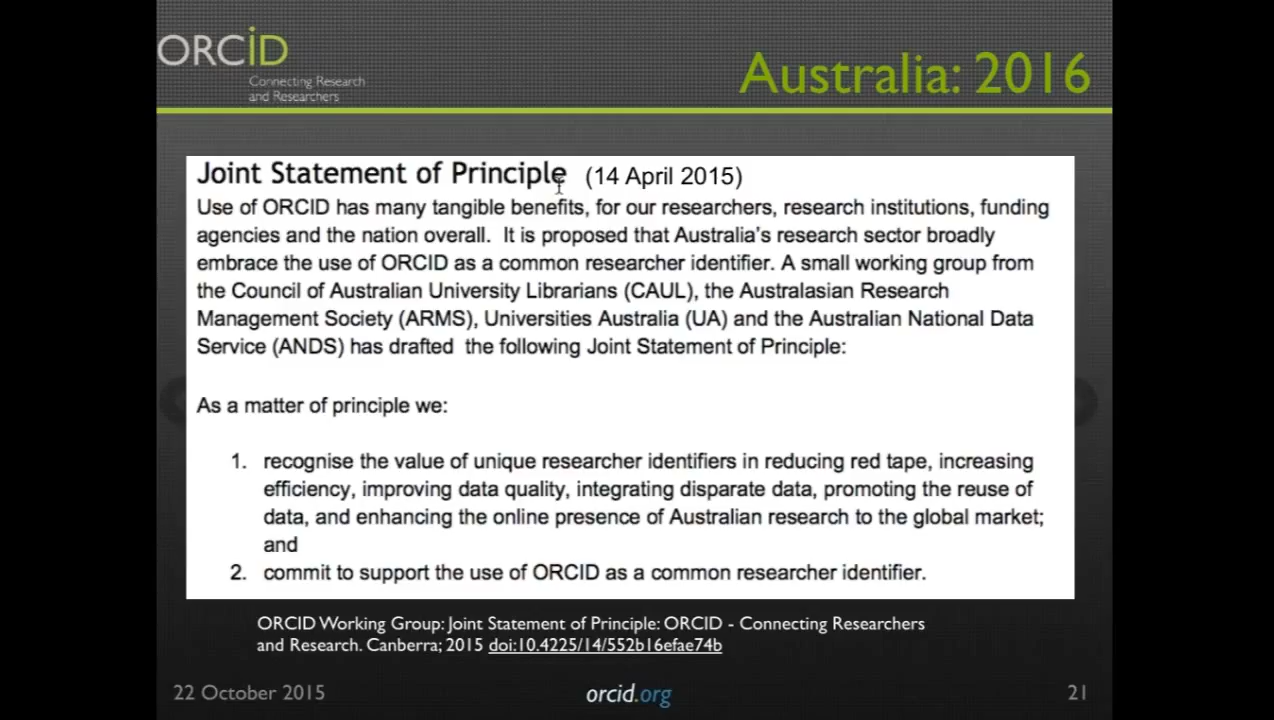 ORCiD
Connecting Research
and Researchers
Australia: 2016
Joint Statement of Principle (14 April 2015)
Use of ORCID has many tangible benefits, for our researchers, research institutions, funding
agencies and the nation overall. It is proposed that Australia's research sector broadly
embrace the use of ORCID as a common researcher identifier. A small working group from
the Council of Australian University Librarians (CAUL), the Australasian Research
Management Society (ARMS), Universities Australia (UA) and the Australian National Data
Service (ANDS) has drafted the following Joint Statement of Principle:
As a matter of principle we:
1. recognise the value of unique researcher identifiers in reducing red tape, increasing
efficiency, improving data quality, integrating disparate data, promoting the reuse of
data, and enhancing the online presence of Australian research to the global market;
and
2. commit to support the use of ORCID as a common researcher identifier.
ORCID Working Group: Joint Statement of Principle: ORCID - Connecting Researchers
and Research. Canberra; 2015 doi:10.4225/14/552b16efae74b
22 October 2015
orcid.org
21